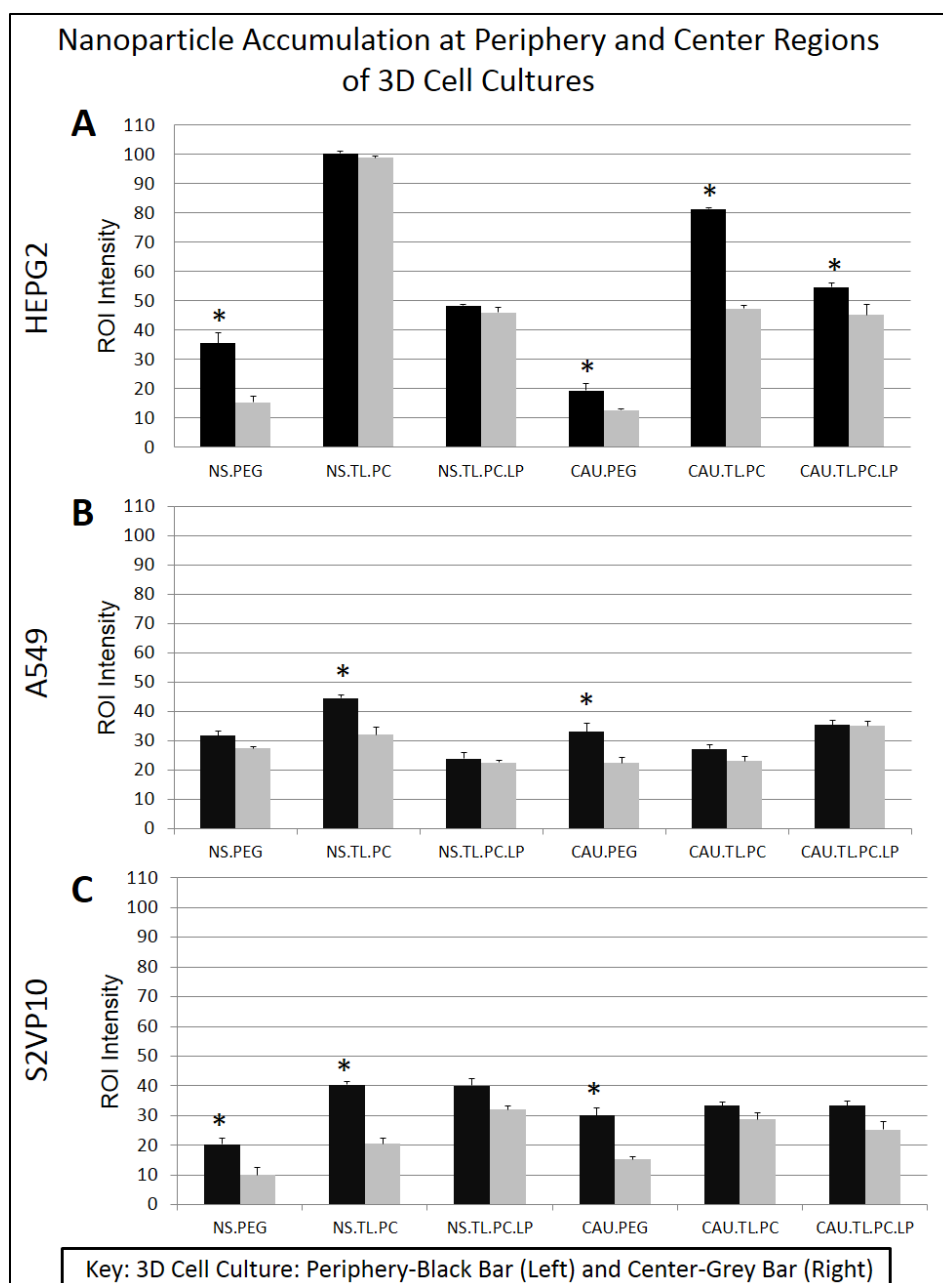 Nanoparticle Accumulation at Periphery and Center Regions
of 3D Cell Cultures
A
HEPG2
ROI Intensity
110
100
90
80
70
60
50
40
30
20
10
0
* * * *
NS.PEG NS.TL.PC NS.TL.PC.LP CAU.PEG CAU.TL.PC CAU.TL.PC.LP
B
A549
ROI Intensity
110
100
90
80
70
60
50
40
30
20
10
0
* *
NS.PEG NS.TL.PC NS.TL.PC.LP CAU.PEG CAU.TL.PC CAU.TL.PC.LP
C
S2VP10
ROI Intensity
110
100
90
80
70
60
50
40
30
20
10
0
* * *
NS.PEG NS.TL.PC NS.TL.PC.LP CAU.PEG CAU.TL.PC CAU.TL.PC.LP
Key: 3D Cell Culture: Periphery-Black Bar (Left) and Center-Grey Bar (Right)